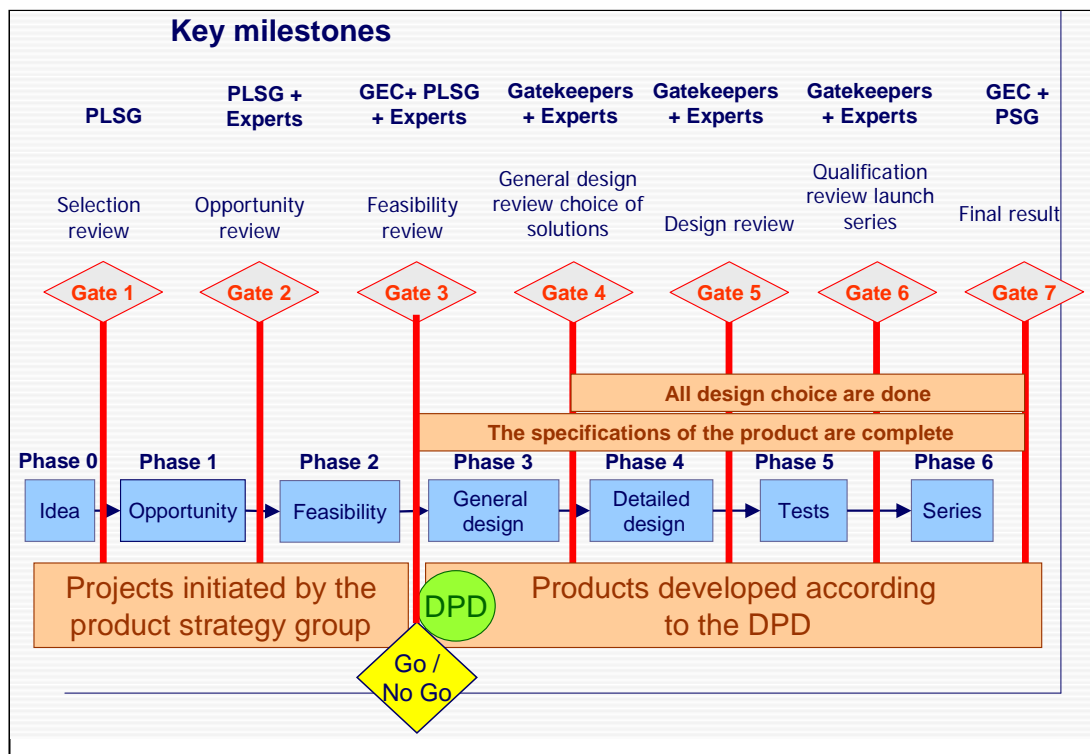 Key milestones
PLSG
PLSG +
Experts
GEC+ PLSG
+ Experts
Gatekeepers
+ Experts
Gatekeepers
+ Experts
Gatekeepers
+ Experts
GEC +
PSG
Selection
review
Opportunity
review
Feasibility
review
General design
review choice of
solutions
Design review
Qualification
review launch
series
Final result
Gate 1
Gate 2
Gate 3
Gate 4
Gate 5
Gate 6
Gate 7
All design choice are done
The specifications of the product are complete
Phase 0
Phase 1
Phase 2
Phase 3
Phase 4
Phase 5
Phase 6
Idea
Opportunity
Feasibility
General
design
Detailed
design
Tests
Series
Projects initiated by the
product strategy group
DPD
Products developed according
to the DPD
Go /
No Go